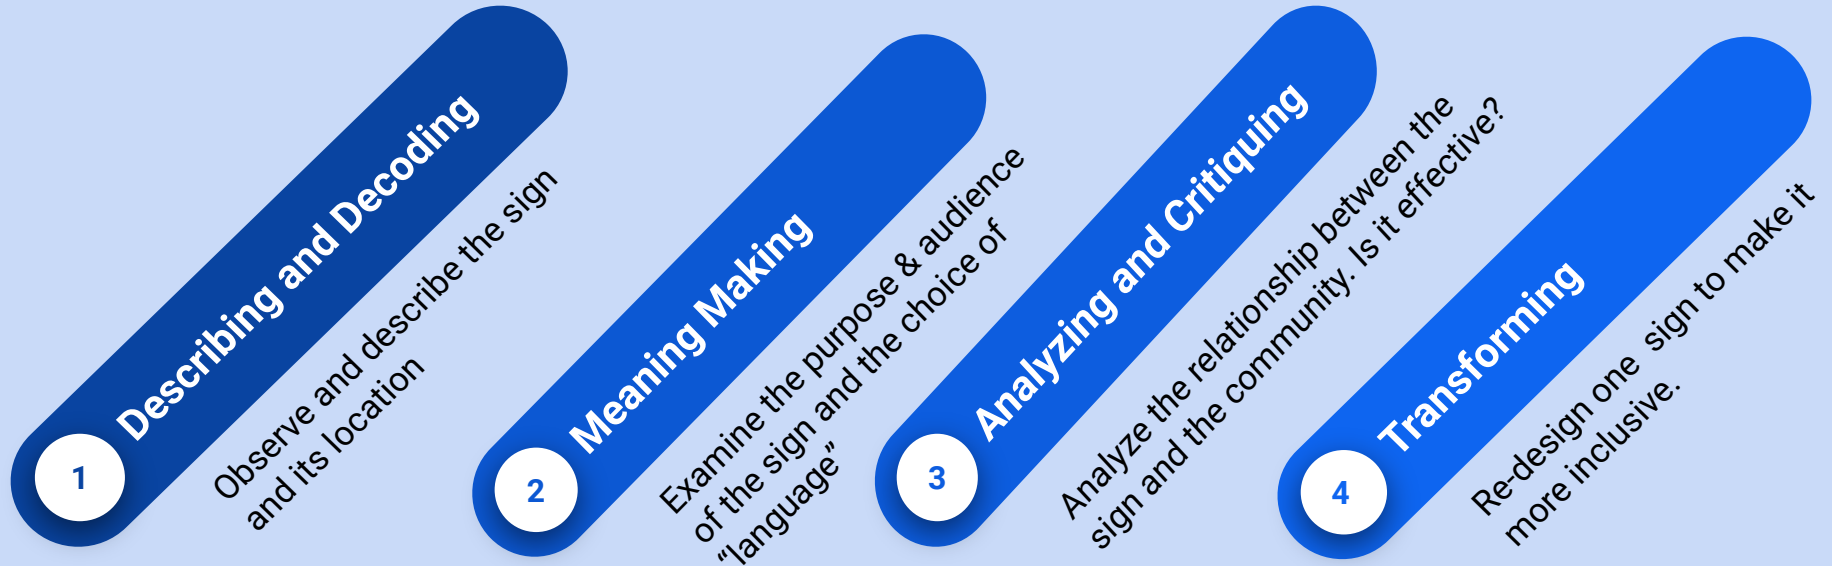 1
Describing and Decoding
Observe and describe the sign
and its location
2
Meaning Making
Examine the purpose & audience
of the sign and the choice of
“language”
3
Analyzing and Critiquing
Analyze the relationship between the
sign and the community. Is it effective?
4
Transforming
Re-design one  sign to make it
more inclusive.